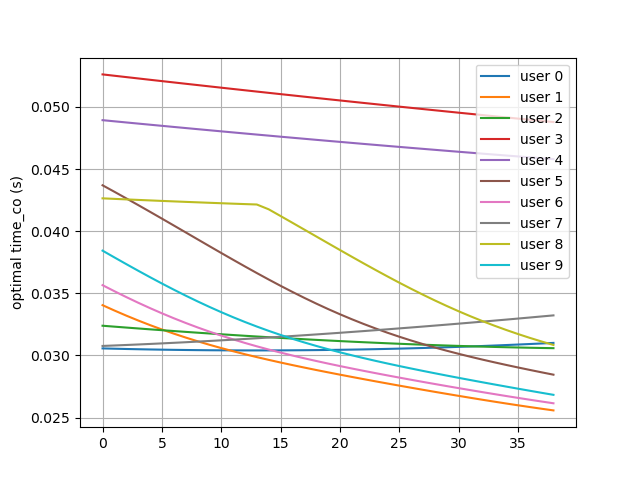 optimal time_co (s)
0.050
0.045
0.040
0.035
0.030
0.025
0 5 10 15 20 25 30 35
user 0
user 1
user 2
user 3
user 4
user 5
user 6
user 7
user 8
user 9